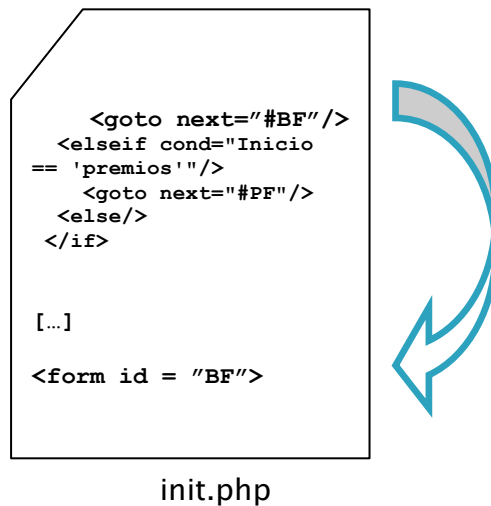 <goto next=″#BF″/>
<elseif cond="Inicio
== 'premios'"/>
<goto next="#PF"/>
<else/>
</if>
[…]
<form id = ″BF″>
init.php